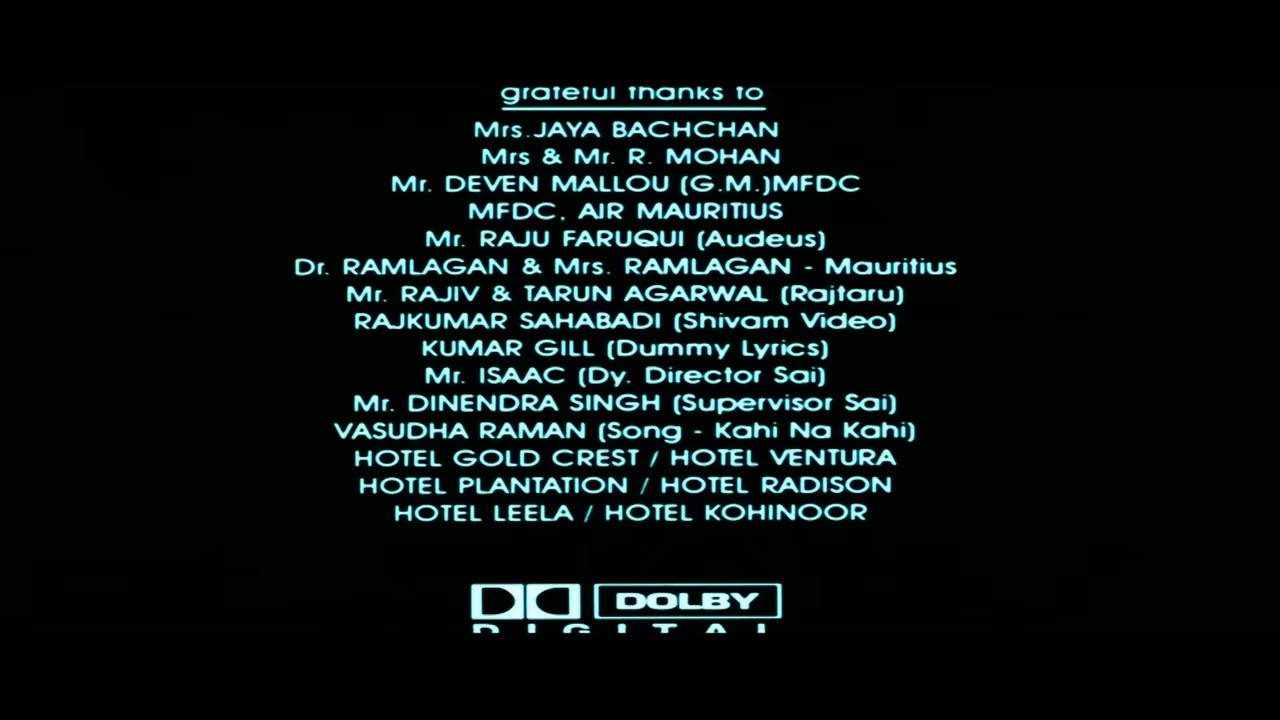 grateful thanks to
Mrs.JAYA BACHCHAN
Mrs & Mr. R. MOHAN
Mr. DEVEN MALLOU (G.M.)MFDC
MFDC, AIR MAURITIUS
Mr. RAJU FARUQUI (Audeus)
Dr. RAMLAGAN & Mrs. RAMLAGAN - Mauritius
Mr. RAJIV & TARUN AGARWAL (Rajtaru)
RAJKUMAR SAHABADI (Shivam Video)
KUMAR GILL (Dummy Lyrics)
Mr. ISAAC (Dy. Director Sai)
Mr. DINENDRA SINGH (Supervisor Sai)
VASUDHA RAMAN (Song - Kahi Na Kahi)
HOTEL GOLD CREST / HOTEL VENTURA
HOTEL PLANTATION / HOTEL RADISON
HOTEL LEELA / HOTEL KOHINOOR
DOLBY
DIGITAL